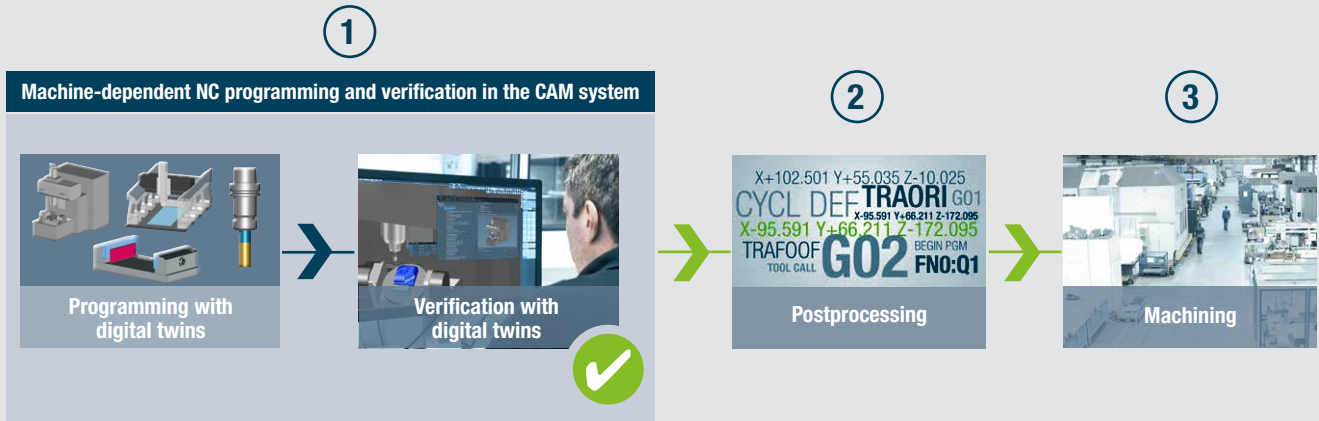 1
Machine-dependent NC programming and verification in the CAM system
Programming with
digital twins
Verification with
digital twins
2
X+102.501 Y+55.035 Z-10.025
CYCL DEF TRAORI G01
X-95.591 Y+66.211 Z-172.095
X-95.591 Y+66.211 Z-172.095
TRAFOOF G02 BEGIN PGM
TOOL CALL FN0:Q1
Postprocessing
3
Machining